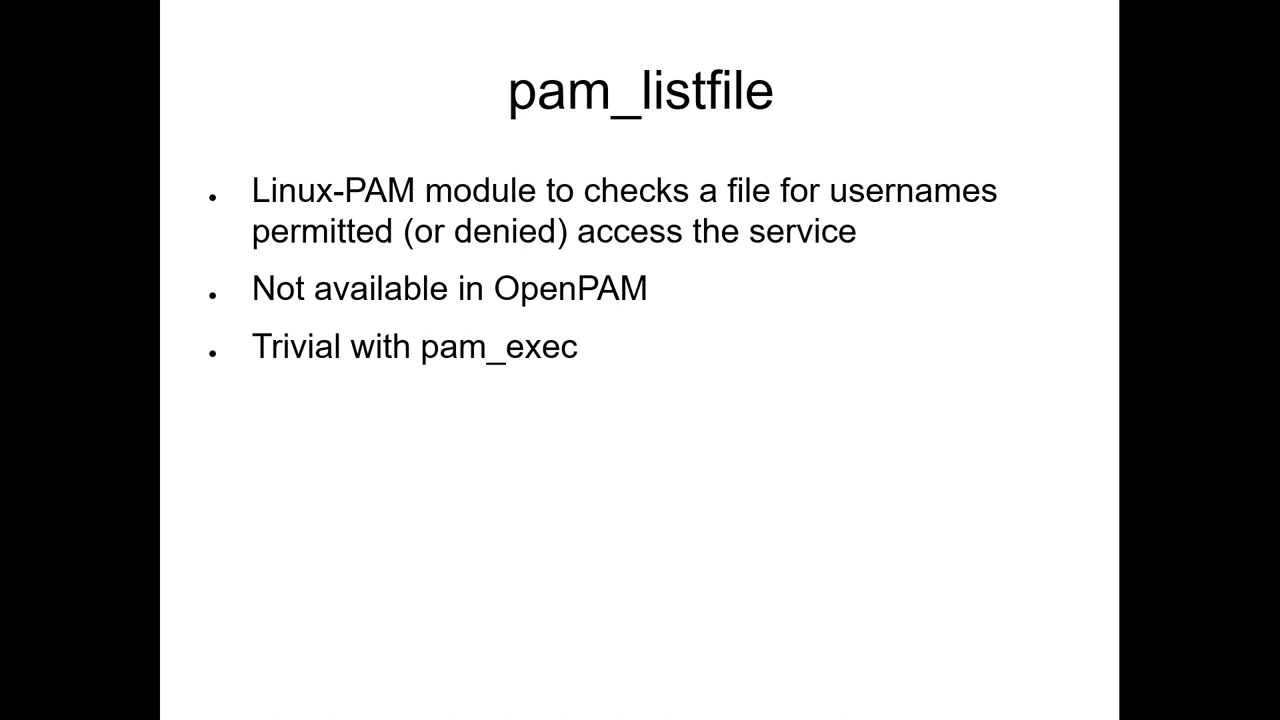 pam_listfile
• Linux-PAM module to checks a file for usernames
permitted (or denied) access the service
• Not available in OpenPAM
• Trivial with pam_exec